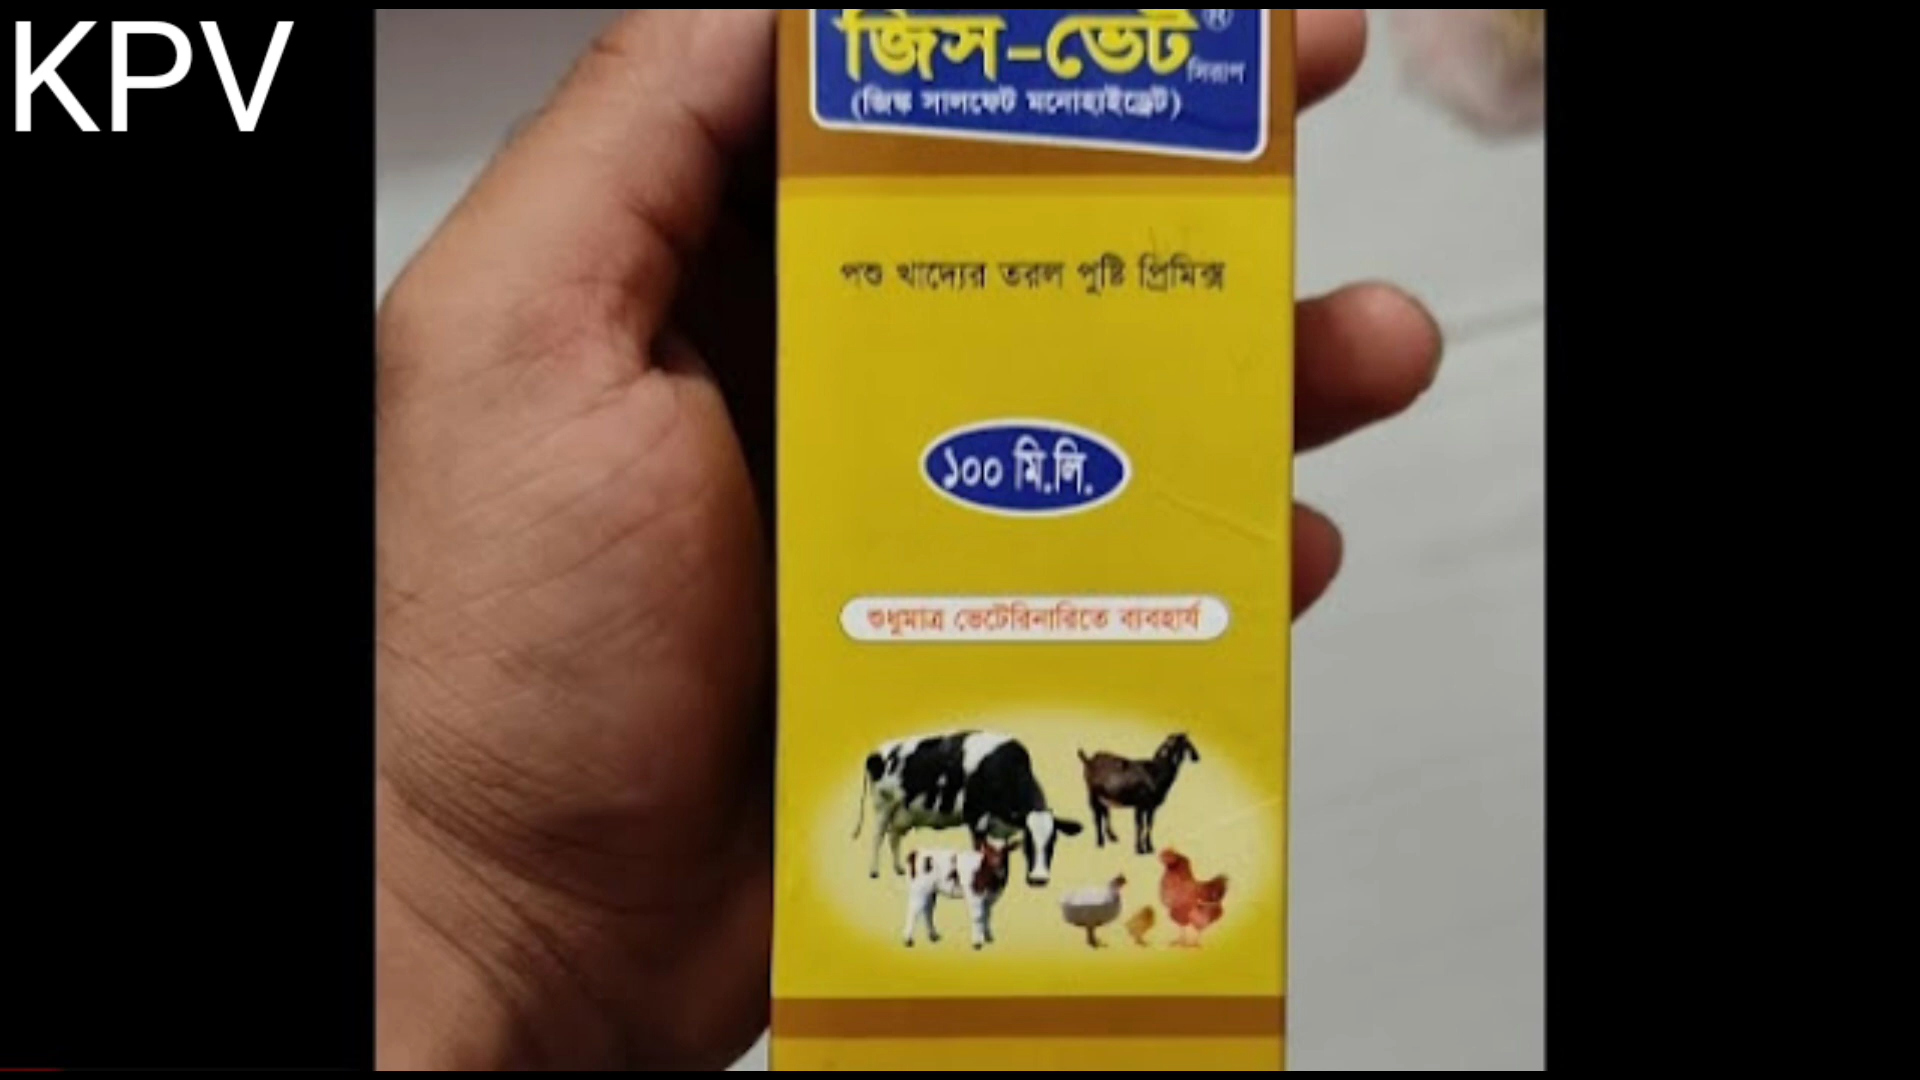 KPV
জিস-ভেট®
সিরাপ
(জিঙ্ক সালফেট মনোহাইড্রেট)
পশু খাদ্যের তরল পুষ্টি প্রিমিক্স
১০০ মি.লি.
শুধুমাত্র ভেটেরিনারিতে ব্যবহার্য